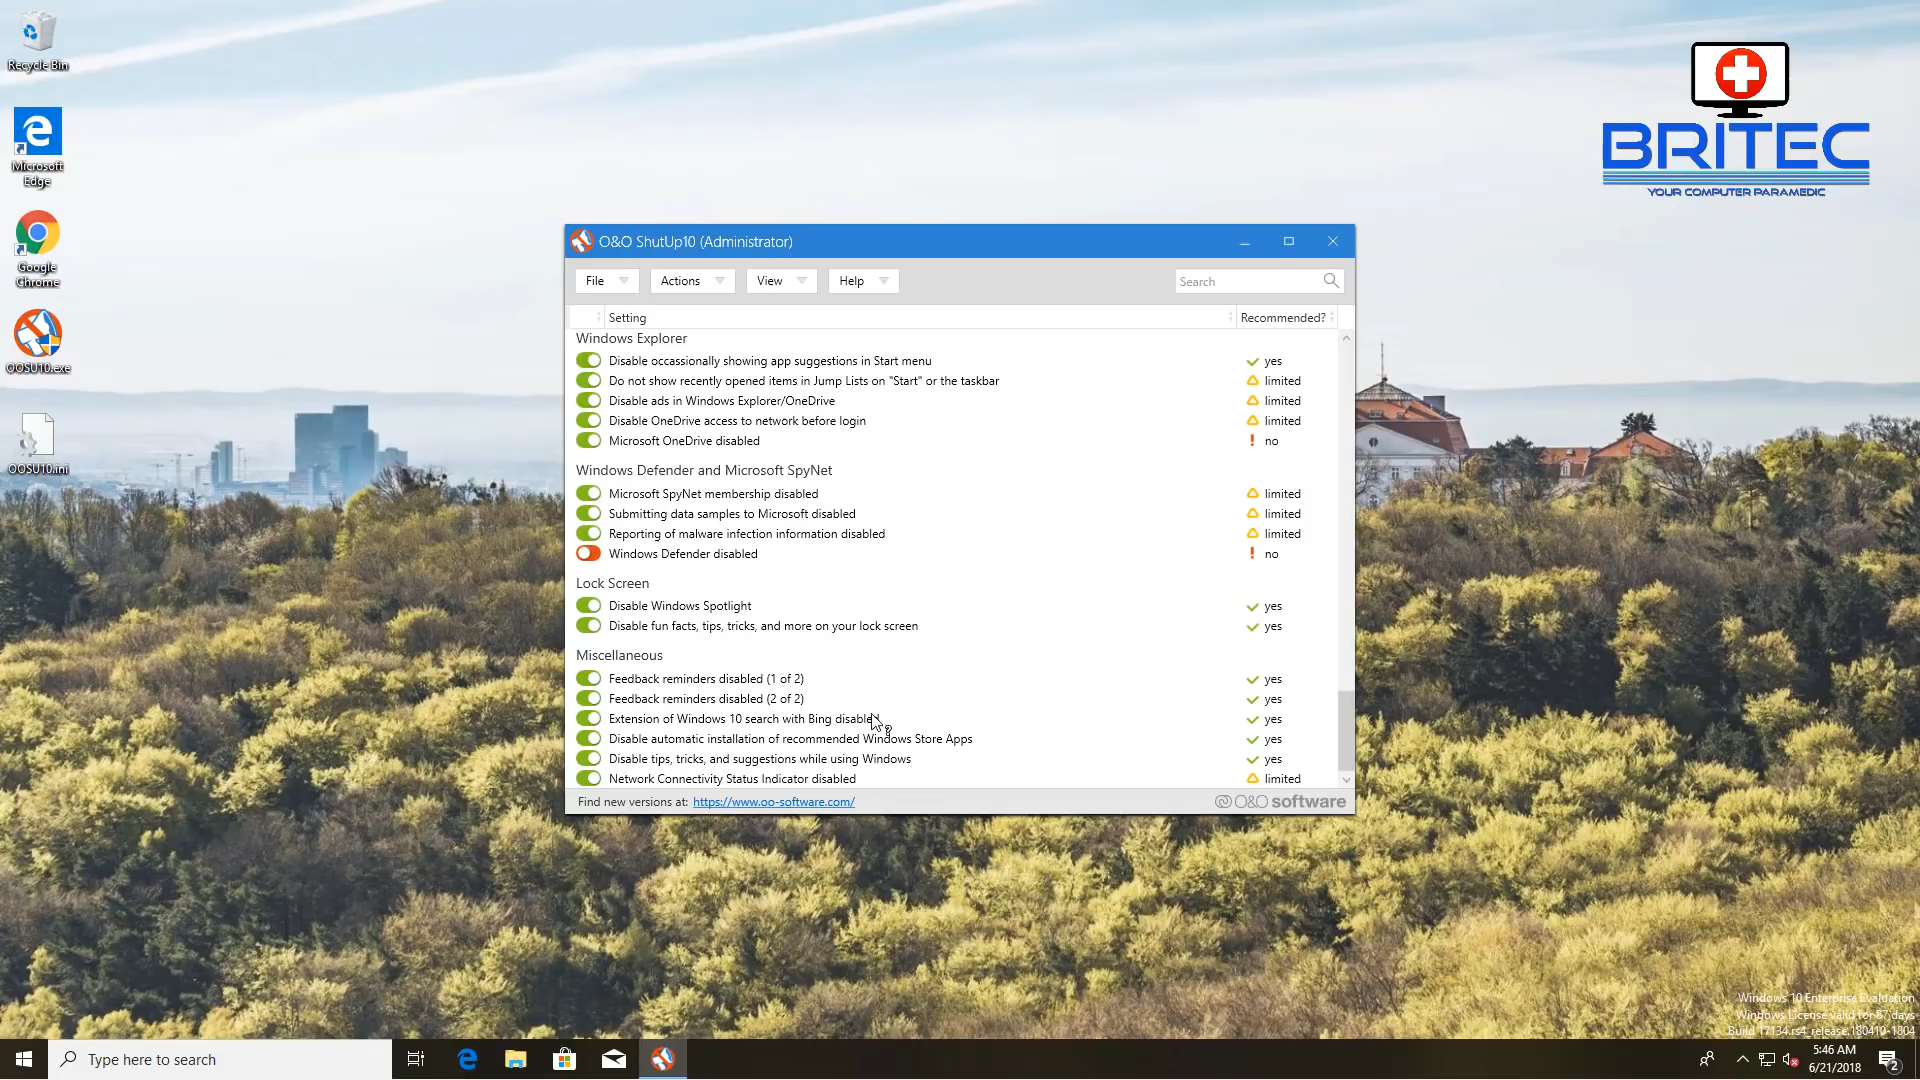 Recycle Bin
Microsoft
Edge
Google
Chrome
OOSU10.exe
OOSU10.ini
BRITEC
YOUR COMPUTER PARAMEDIC
O&O ShutUp10 (Administrator)
File Actions View Help Search
Setting Recommended?
Windows Explorer
Disable occassionally showing app suggestions in Start menu yes
Do not show recently opened items in Jump Lists on "Start" or the taskbar limited
Disable ads in Windows Explorer/OneDrive limited
Disable OneDrive access to network before login limited
Microsoft OneDrive disabled no
Windows Defender and Microsoft SpyNet
Microsoft SpyNet membership disabled limited
Submitting data samples to Microsoft disabled limited
Reporting of malware infection information disabled limited
Windows Defender disabled no
Lock Screen
Disable Windows Spotlight yes
Disable fun facts, tips, tricks, and more on your lock screen yes
Miscellaneous
Feedback reminders disabled (1 of 2) yes
Feedback reminders disabled (2 of 2) yes
Extension of Windows 10 search with Bing disabled yes
Disable automatic installation of recommended Windows Store Apps yes
Disable tips, tricks, and suggestions while using Windows yes
Network Connectivity Status Indicator disabled limited
Find new versions at: https://www.oo-software.com/ O&O software
Windows 10 Enterprise Evaluation
Windows License valid for 87 days
Build 17134.rs4_release.180410-1804
Type here to search
5:46 AM
6/21/2018
2